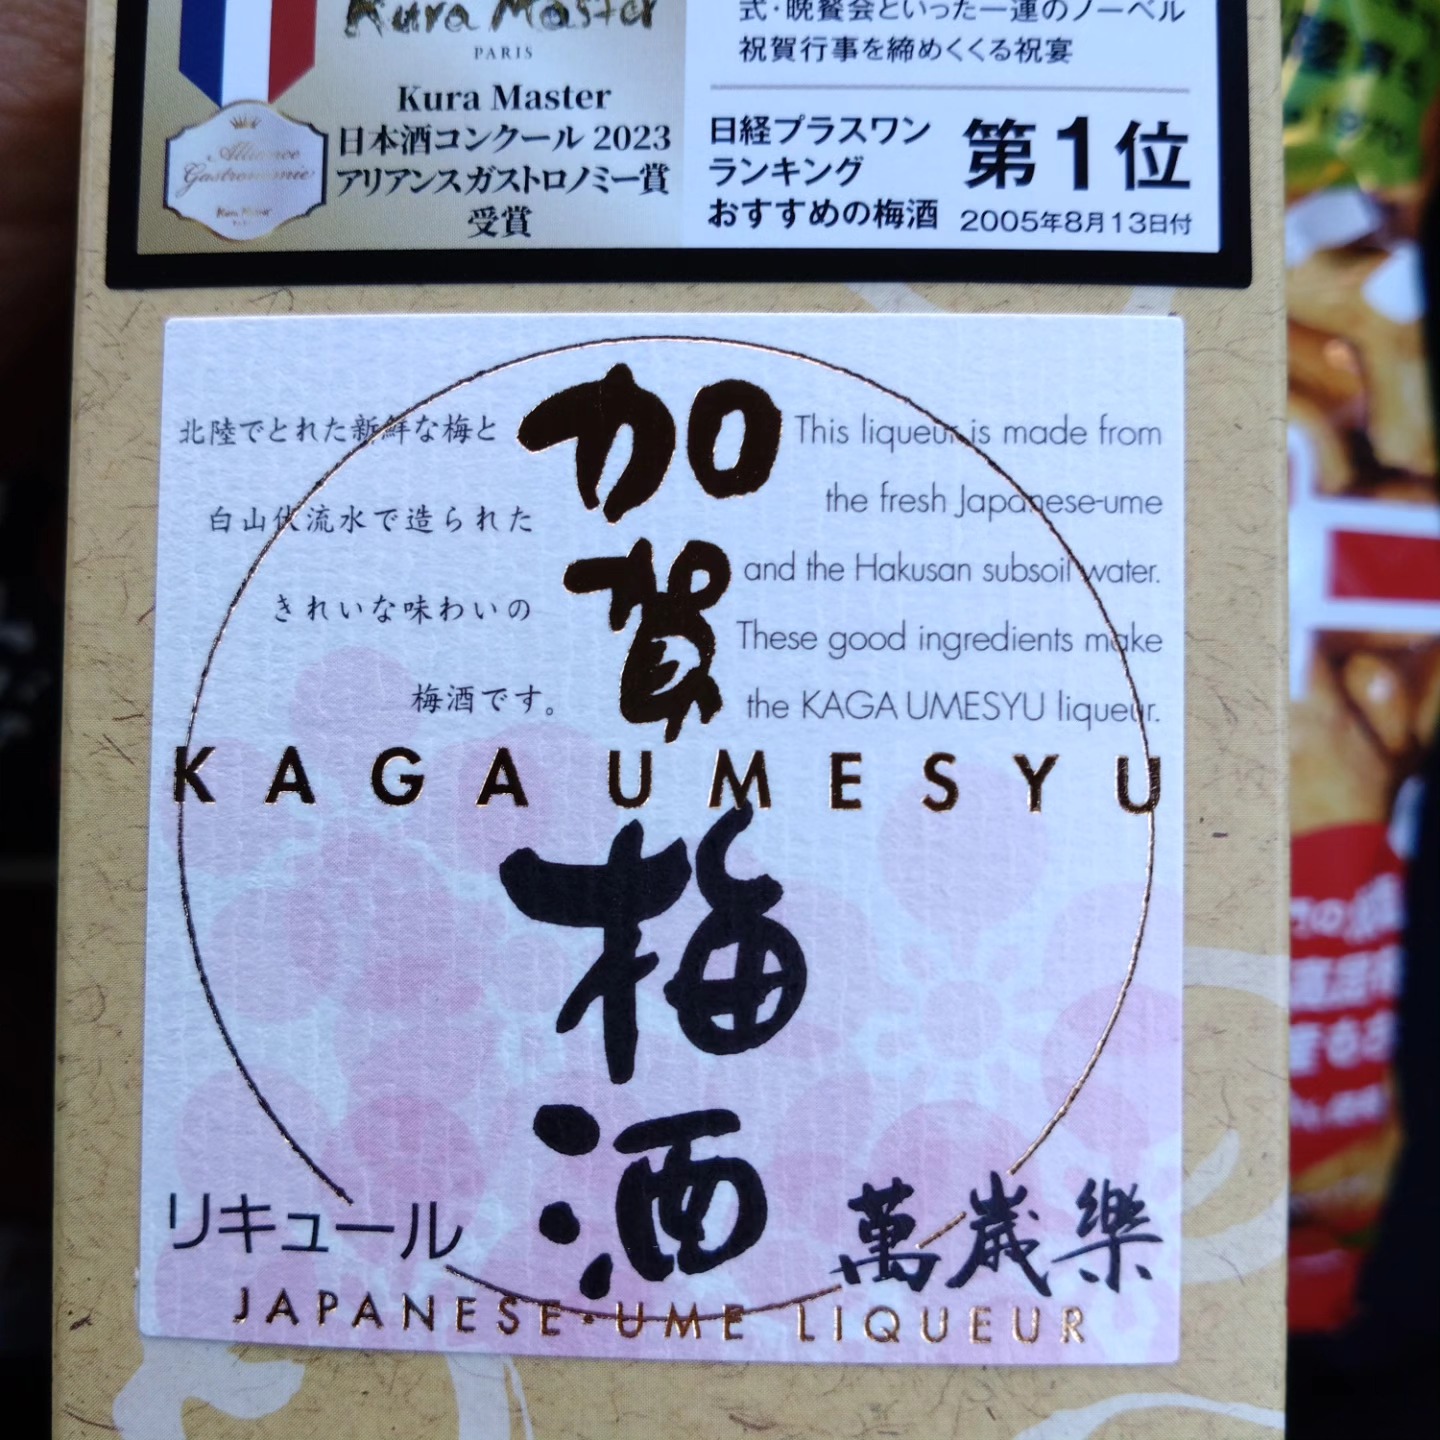 Kura Master
PARIS
Kura Master
日本酒コンクール 2023
アリアンスガストロノミー賞
受賞
Alliance
Gastronomie
Kura Master
式・晩餐会といった一連のノーベル
祝賀行事を締めくくる祝宴
日経プラスワン
ランキング
おすすめの梅酒
第1位
2005年8月13日付
北陸でとれた新鮮な梅と
白山伏流水で造られた
きれいな味わいの
梅酒です。
加賀
梅酒
This liqueur is made from
the fresh Japanese-ume
and the Hakusan subsoil water.
These good ingredients make
the KAGA UMESYU liqueur.
KAGA UMESYU
リキュール
萬歳樂
JAPANESE・UME LIQUEUR